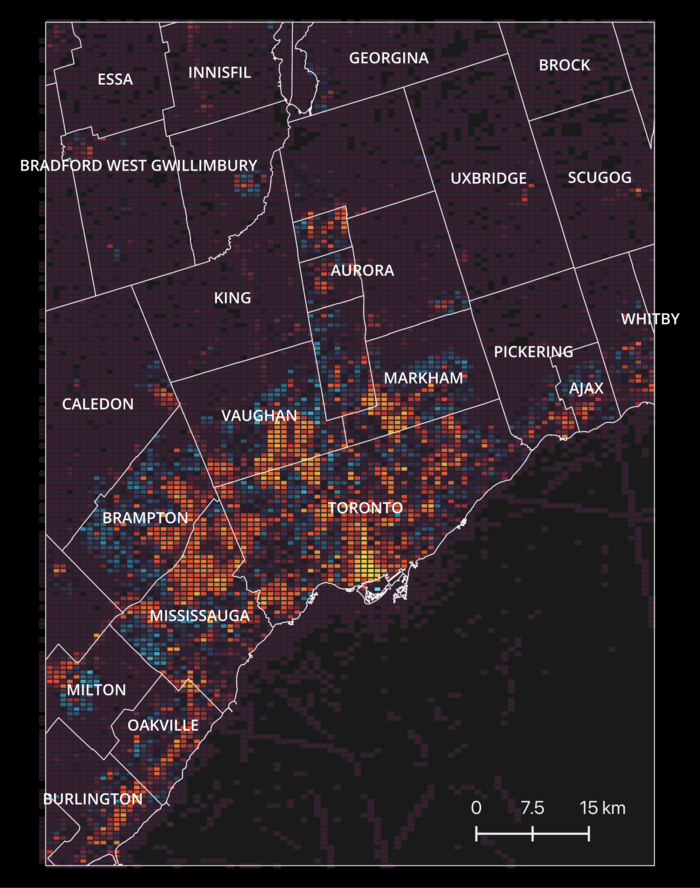 GEORGINA
BROCK
ESSA
INNISFIL
BRADFORD WEST GWILLIMBURY
UXBRIDGE
SCUGOG
AURORA
KING
WHITBY
PICKERING
MARKHAM
AJAX
CALEDON
VAUGHAN
TORONTO
BRAMPTON
MISSISSAUGA
MILTON
OAKVILLE
BURLINGTON
0 7.5 15 km